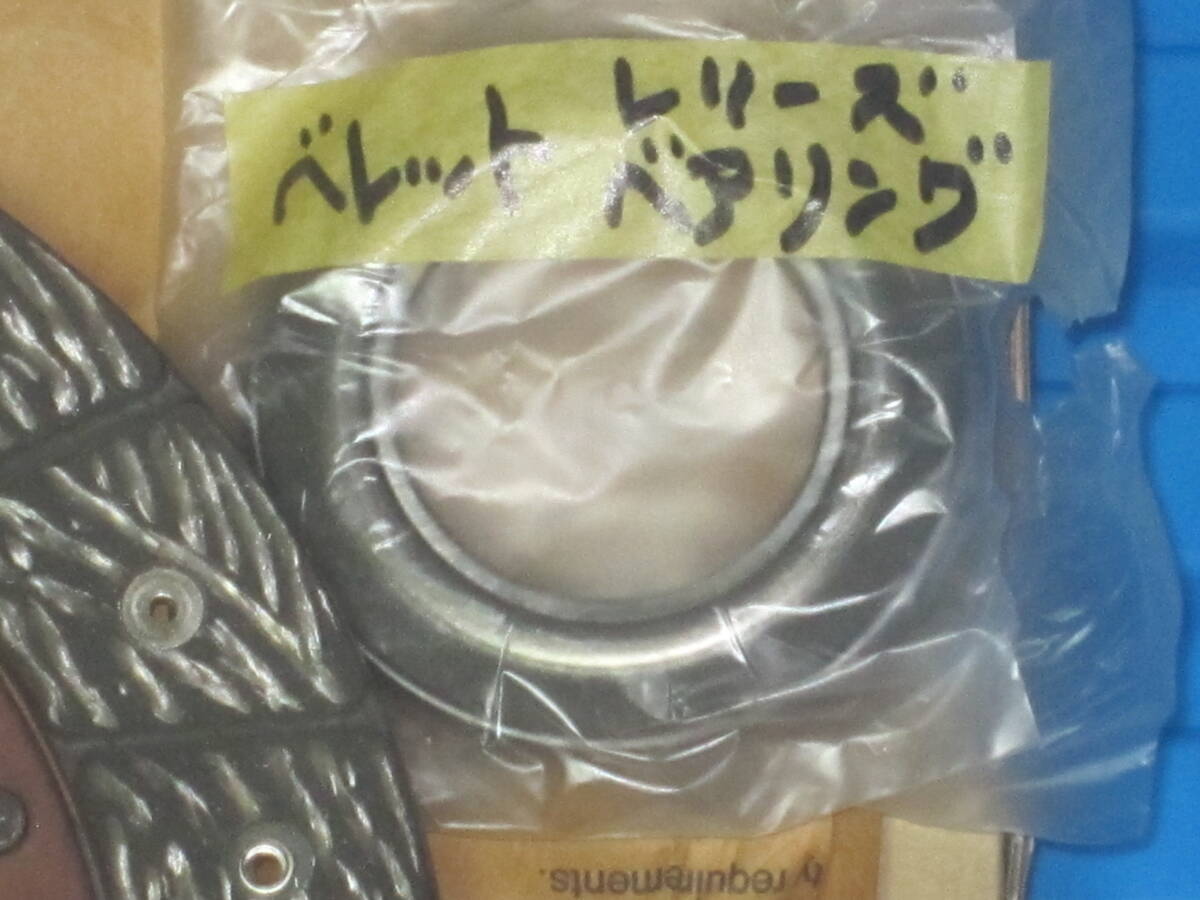 ベレット レリーズ
ベアリング
requirements.